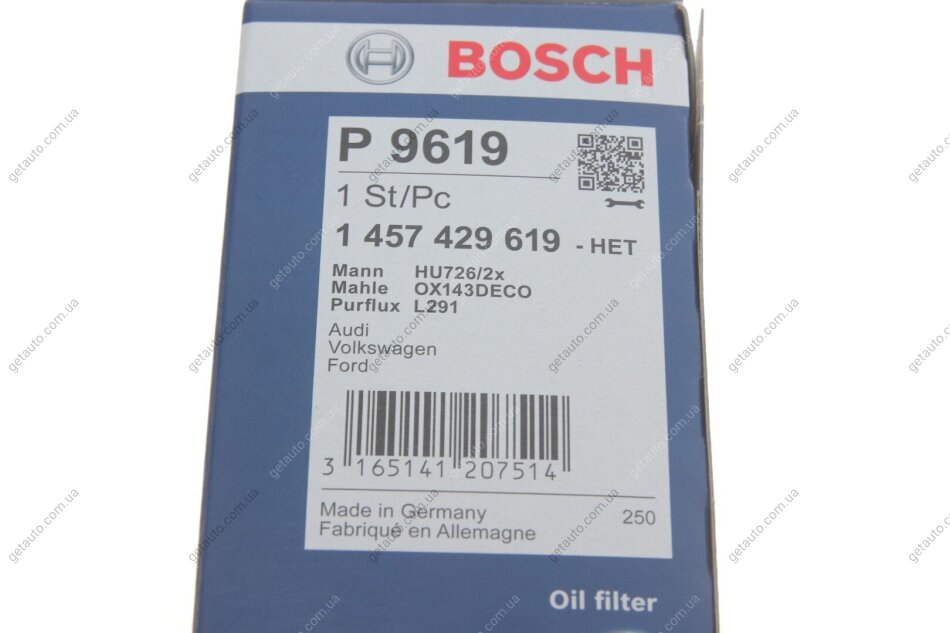 BOSCH
P 9619
1 St/Pc
1 457 429 619 - HET
Mann HU726/2x
Mahle OX143DECO
Purflux L291
Audi
Volkswagen
Ford
3 165141 207514
Made in Germany 250
Fabriqué en Allemagne
Oil filter
getauto.com.ua